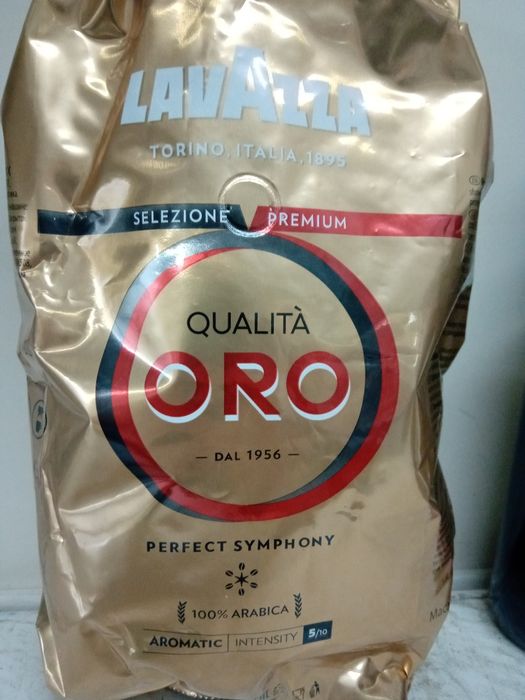 LAVAZZA
TORINO, ITALIA, 1895
SELEZIONE PREMIUM
QUALITÀ
ORO
— DAL 1956 —
PERFECT SYMPHONY
100% ARABICA
AROMATIC INTENSITY 5/10